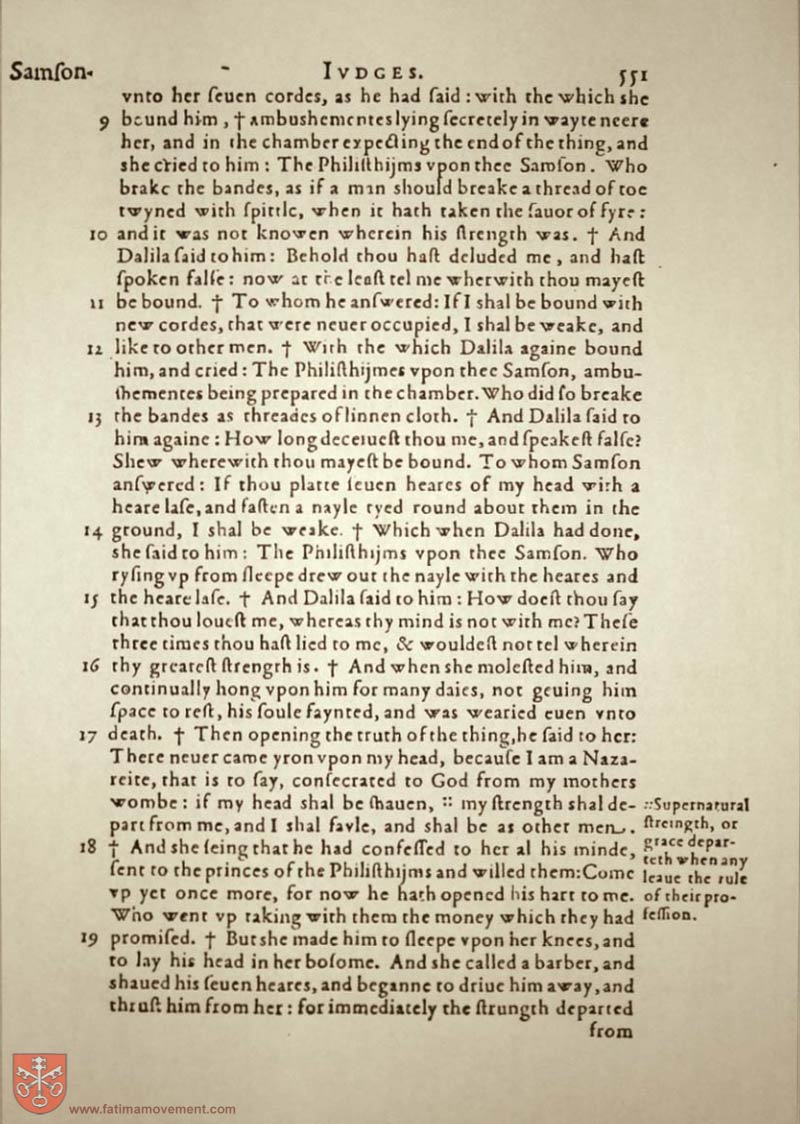 Samſon.
IVDGES.
551
vnto her ſeuen cordes, as he had ſaid : with the which she
9 bound him, † ambushementes lying ſecretely in wayte neere
her, and in the chamber expecting the end of the thing, and
she cried to him : The Philiſthijms vpon thee Samſon. Who
brake the bandes, as if a man should breake a thread of toe
twyned with ſpittle, when it hath taken the ſauor of fyre :
10 and it was not knowen wherein his ſtrength was. † And
Dalila ſaid to him : Behold thou haſt deluded me, and haſt
ſpoken falſe : now at the leaſt tel me wherwith thou mayeſt
11 be bound. † To whom he anſwered : If I shal be bound with
new cordes, that were neuer occupied, I shal be weake, and
12 like to other men. † With the which Dalila againe bound
him, and cried : The Philiſthijmes vpon thee Samſon, ambu-
shementes being prepared in the chamber. Who did ſo breake
13 the bandes as threades of linnen cloth. † And Dalila ſaid to
him againe : How long deceiueſt thou me, and ſpeakeſt falſe?
Shew wherewith thou mayeſt be bound. To whom Samſon
anſwered : If thou platte ſeuen heares of my head with a
heare laſe, and faſten a nayle tyed round about them in the
14 ground, I shal be weake. † Which when Dalila had done,
she ſaid to him : The Philiſthijms vpon thee Samſon. Who
ryſing vp from ſleepe drew out the nayle with the heares and
15 the heare laſe. † And Dalila ſaid to him : How doeſt thou ſay
that thou loueſt me, whereas thy mind is not with me? Theſe
three times thou haſt lied to me, & wouldeſt not tel wherein
16 thy greateſt ſtrength is. † And when she moleſted him, and
continually hong vpon him for many daies, not geuing him
ſpace to reſt, his ſoule faynted, and was wearied euen vnto
17 death. † Then opening the truth of the thing, he ſaid to her:
There neuer came yron vpon my head, becauſe I am a Naza-
reite, that is to ſay, conſecrated to God from my mothers
wombe : if my head shal be shauen, :: my ſtrength shal de-
part from me, and I shal fayle, and shal be as other men.
18 † And she ſeing that he had confeſſed to her al his minde,
ſent to the princes of the Philiſthijms and willed them: Come
vp yet once more, for now he hath opened his hart to me.
Who went vp taking with them the money which they had
19 promiſed. † But she made him to ſleepe vpon her knees, and
to lay his head in her boſome. And she called a barber, and
shaued his ſeuen heares, and beganne to driue him away, and
thruſt him from her : for immediately the ſtrungth departed
from
::Supernatural
ſtreingth, or
grace depar-
teth when any
leaue the rule
of their pro-
feſſion.
www.fatimamovement.com